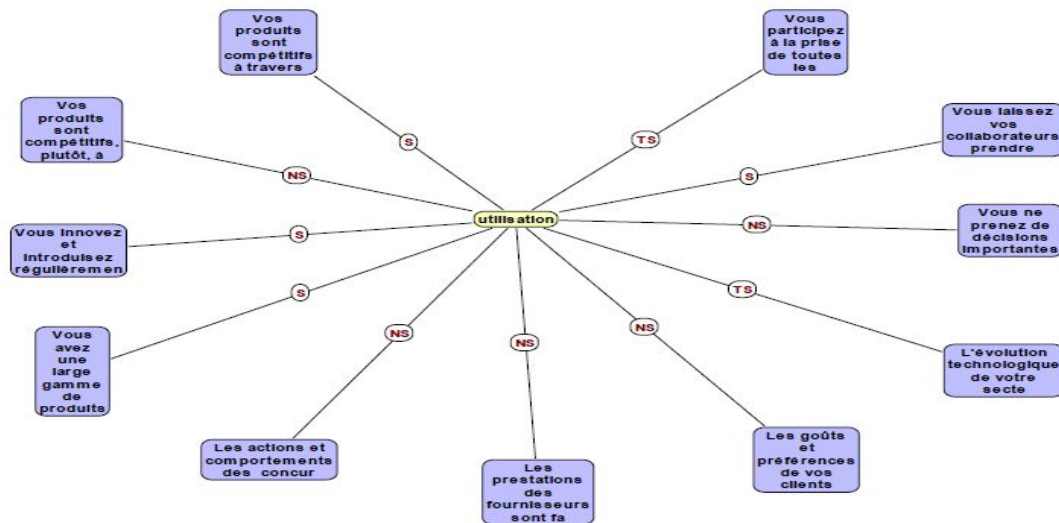 Vos
produits
sont
compétitifs
à travers
Vous
participez
à la prise
de toutes
les
Vos
produits
sont
compétitifs,
plutôt, à
Vous laissez
vos
collaborateurs
prendre
S
TS
NS
S
utilisation
Vous innovez
et
introduisez
régulièremen
S
NS
Vous ne
prenez de
décisions
importantes
S
TS
Vous
avez
une
large
gamme
de
produits
NS
NS
NS
L'évolution
technologique
de votre
secte
Les actions et
comportements
des concur
Les
prestations
des
fournisseurs
sont fa
Les goûts
et
préférences
de vos
clients